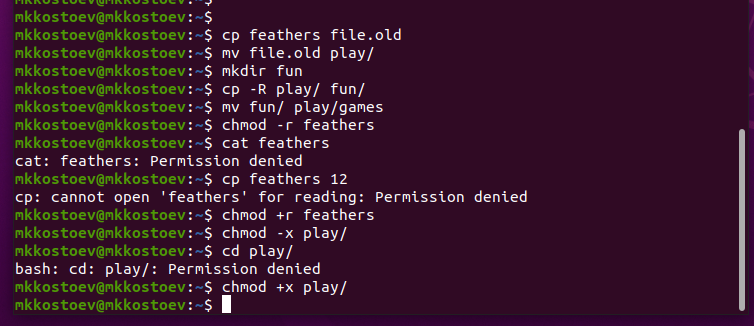 mkkostoev@mkkostoev:~$
mkkostoev@mkkostoev:~$
mkkostoev@mkkostoev:~$ cp feathers file.old
mkkostoev@mkkostoev:~$ mv file.old play/
mkkostoev@mkkostoev:~$ mkdir fun
mkkostoev@mkkostoev:~$ cp -R play/ fun/
mkkostoev@mkkostoev:~$ mv fun/ play/games
mkkostoev@mkkostoev:~$ chmod -r feathers
mkkostoev@mkkostoev:~$ cat feathers
cat: feathers: Permission denied
mkkostoev@mkkostoev:~$ cp feathers 12
cp: cannot open 'feathers' for reading: Permission denied
mkkostoev@mkkostoev:~$ chmod +r feathers
mkkostoev@mkkostoev:~$ chmod -x play/
mkkostoev@mkkostoev:~$ cd play/
bash: cd: play/: Permission denied
mkkostoev@mkkostoev:~$ chmod +x play/
mkkostoev@mkkostoev:~$